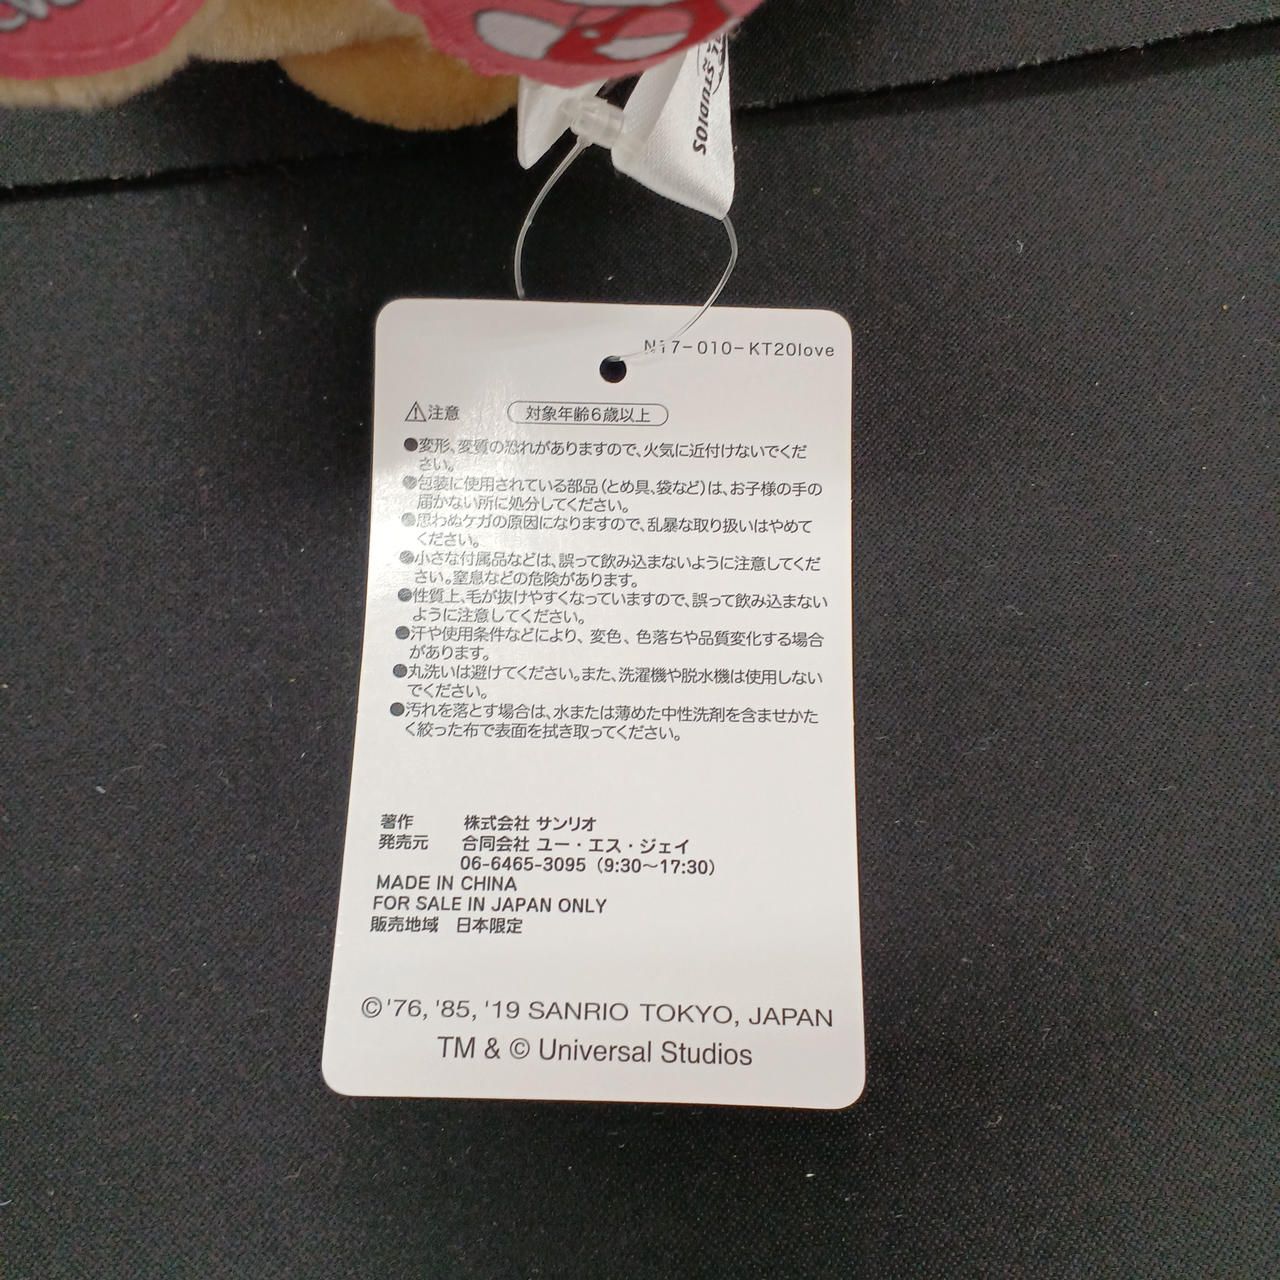 STUDIOS
N17-010-KT20love
⚠注意 対象年齢6歳以上
●変形、変質の恐れがありますので、火気に近付けないでくだ
さい。
●包装に使用されている部品(とめ具、袋など)は、お子様の手の
届かない所に処分してください。
●思わぬケガの原因になりますので、乱暴な取り扱いはやめて
ください。
●小さな付属品などは、誤って飲み込まないように注意してくだ
さい。窒息などの危険があります。
●性質上、毛が抜けやすくなっていますので、誤って飲み込まない
ように注意してください。
●汗や使用条件などにより、変色、色落ちや品質変化する場合
があります。
●丸洗いは避けてください。また、洗濯機や脱水機は使用しない
でください。
●汚れを落とす場合は、水または薄めた中性洗剤を含ませかた
く絞った布で表面を拭き取ってください。
著作 株式会社 サンリオ
発売元 合同会社 ユー・エス・ジェイ
06-6465-3095(9:30〜17:30)
MADE IN CHINA
FOR SALE IN JAPAN ONLY
販売地域 日本限定
©'76, '85, '19 SANRIO TOKYO, JAPAN
TM & © Universal Studios